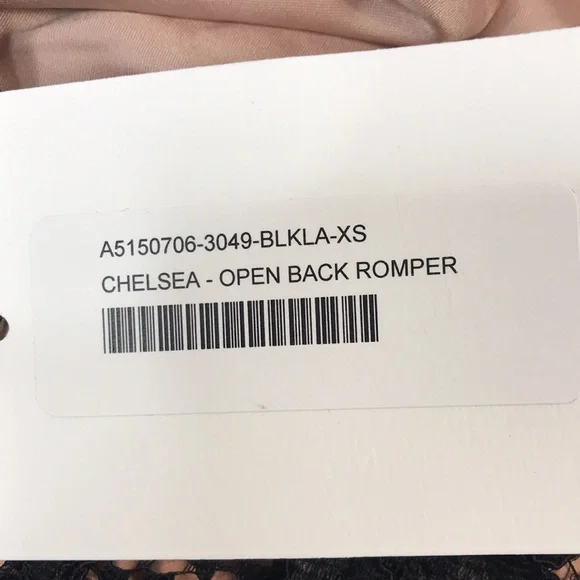 A5150706-3049-BLKLA-XS
CHELSEA - OPEN BACK ROMPER